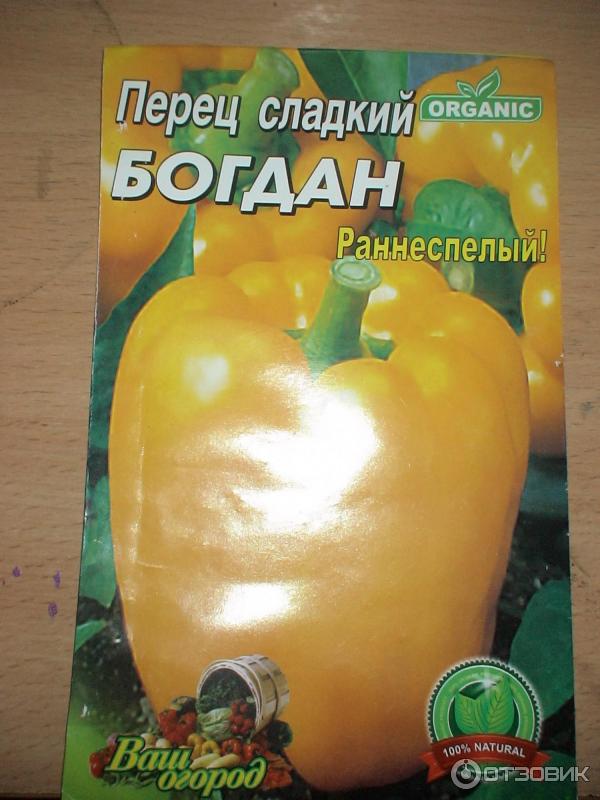 Перец сладкий
ORGANIC
БОГДАН
Раннеспелый!
Ваш
огород
100% NATURAL
ОТЗОВИК